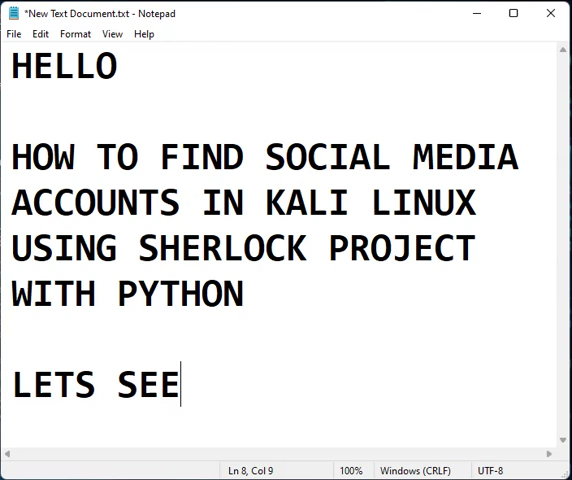 *New Text Document.txt - Notepad
File Edit Format View Help
HELLO
HOW TO FIND SOCIAL MEDIA
ACCOUNTS IN KALI LINUX
USING SHERLOCK PROJECT
WITH PYTHON
LETS SEE
Ln 8, Col 9 100% Windows (CRLF) UTF-8